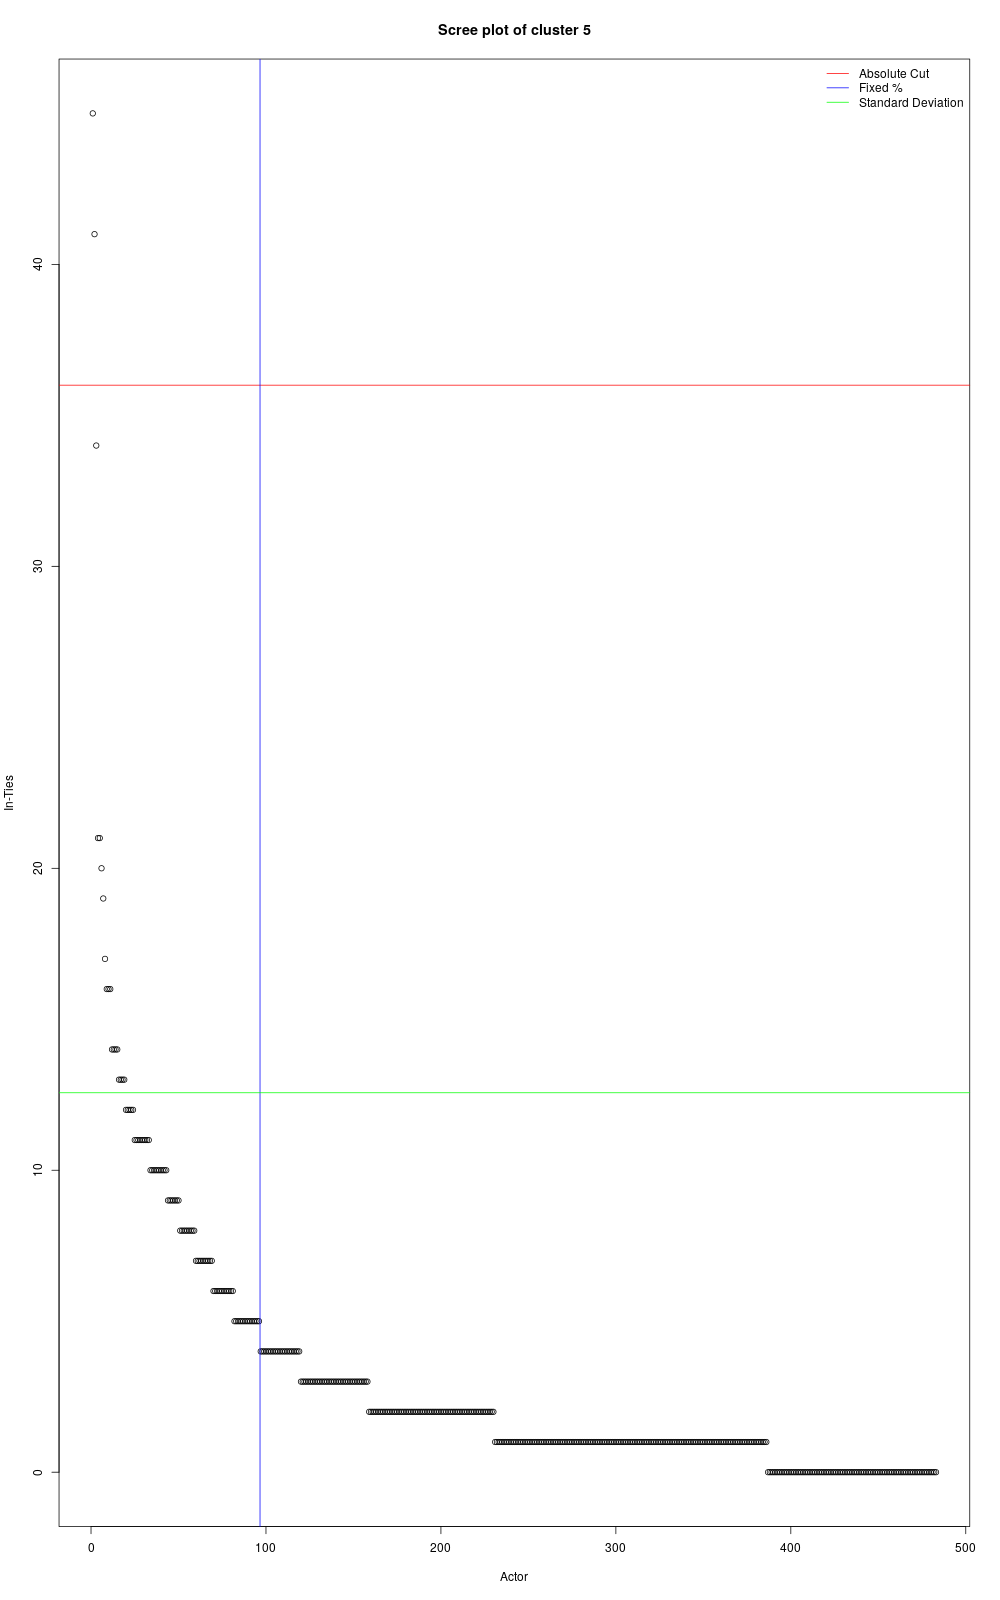 Scree plot of cluster 5
Absolute Cut
Fixed %
Standard Deviation
40
30
In-Ties
20
10
0
0 100 200 300 400 500
Actor